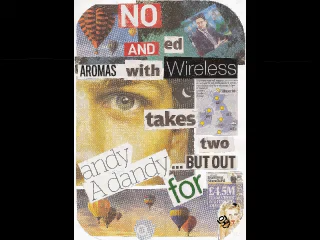 NO
AND ed
AROMAS with Wireless
takes
two
andy
A dandy ... BUT OUT
for
£4.5M